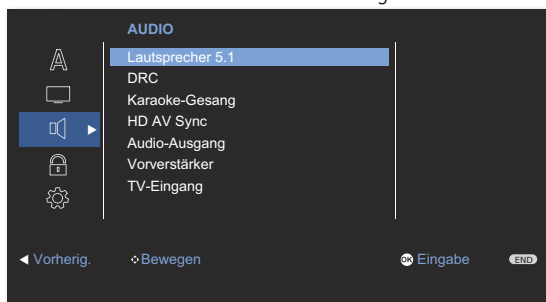 AUDIO
A
Lautsprecher 5.1
DRC
Karaoke-Gesang
HD AV Sync
Audio-Ausgang
Vorverstärker
TV-Eingang
Vorherig.
Bewegen
OK Eingabe
END